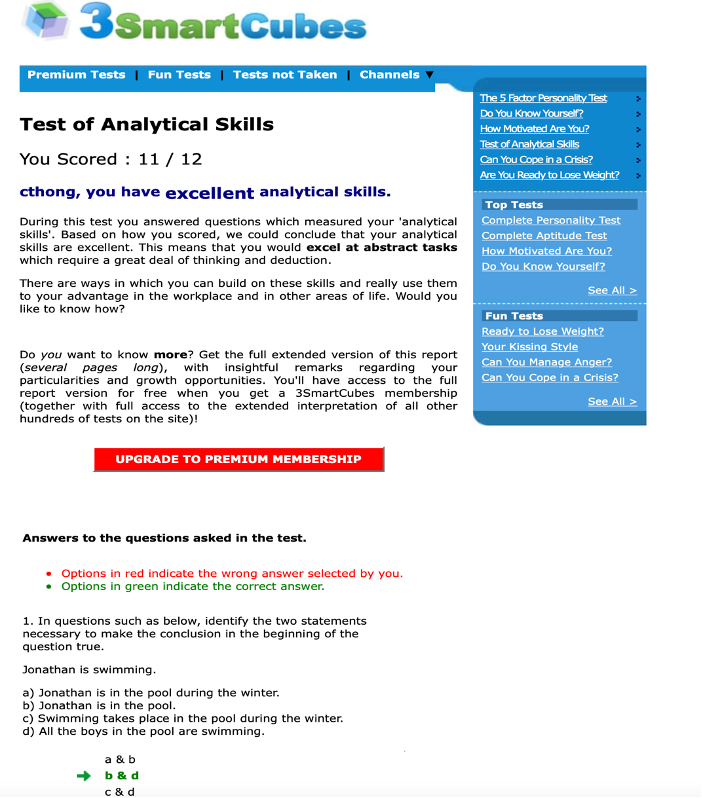 3SmartCubes
Premium Tests | Fun Tests | Tests not Taken | Channels ▼
Test of Analytical Skills
You Scored : 11 / 12
cthong, you have excellent analytical skills.
During this test you answered questions which measured your 'analytical
skills'. Based on how you scored, we could conclude that your analytical
skills are excellent. This means that you would excel at abstract tasks
which require a great deal of thinking and deduction.
There are ways in which you can build on these skills and really use them
to your advantage in the workplace and in other areas of life. Would you
like to know how?
Do you want to know more? Get the full extended version of this report
(several pages long), with insightful remarks regarding your
particularities and growth opportunities. You'll have access to the full
report version for free when you get a 3SmartCubes membership
(together with full access to the extended interpretation of all other
hundreds of tests on the site)!
UPGRADE TO PREMIUM MEMBERSHIP
The 5 Factor Personality Test
Do You Know Yourself?
How Motivated Are You?
Test of Analytical Skills
Can You Cope in a Crisis?
Are You Ready to Lose Weight?
Top Tests
Complete Personality Test
Complete Aptitude Test
How Motivated Are You?
Do You Know Yourself?
See All >
Fun Tests
Ready to Lose Weight?
Your Kissing Style
Can You Manage Anger?
Can You Cope in a Crisis?
See All >
Answers to the questions asked in the test.
• Options in red indicate the wrong answer selected by you.
• Options in green indicate the correct answer.
1. In questions such as below, identify the two statements
necessary to make the conclusion in the beginning of the
question true.
Jonathan is swimming.
a) Jonathan is in the pool during the winter.
b) Jonathan is in the pool.
c) Swimming takes place in the pool during the winter.
d) All the boys in the pool are swimming.
a & b
b & d
c & d